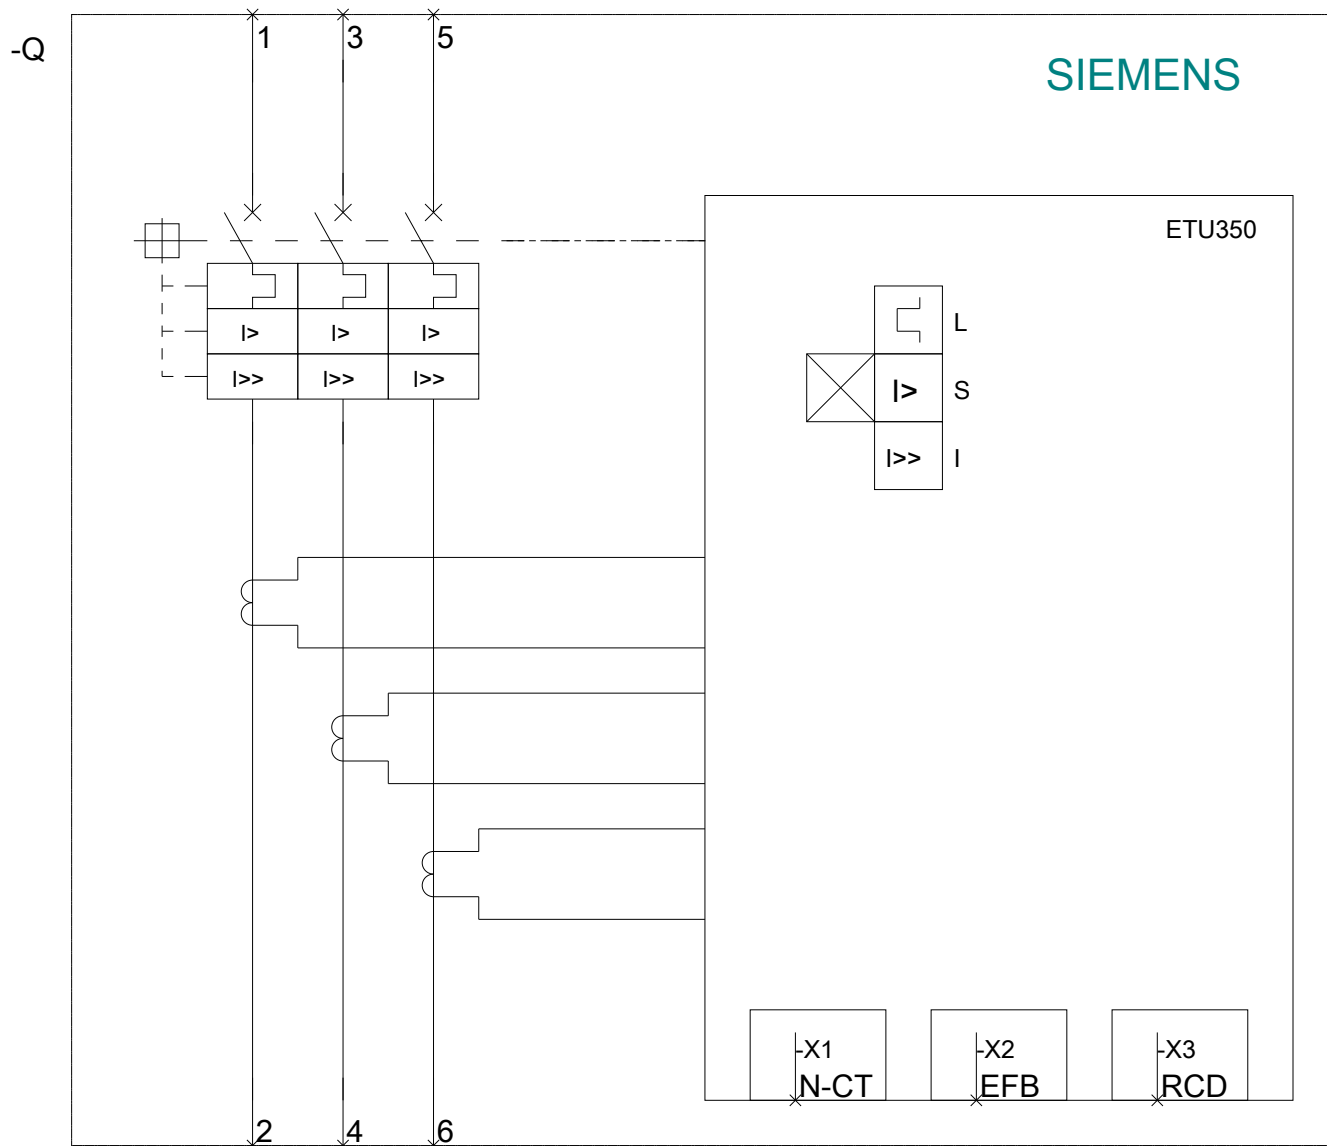 1 3 5
-Q
SIEMENS
ETU350
I> I> I>
I>> I>> I>>
L
I> S
I>> I
-X1 -X2 -X3
N-CT EFB RCD
2 4 6